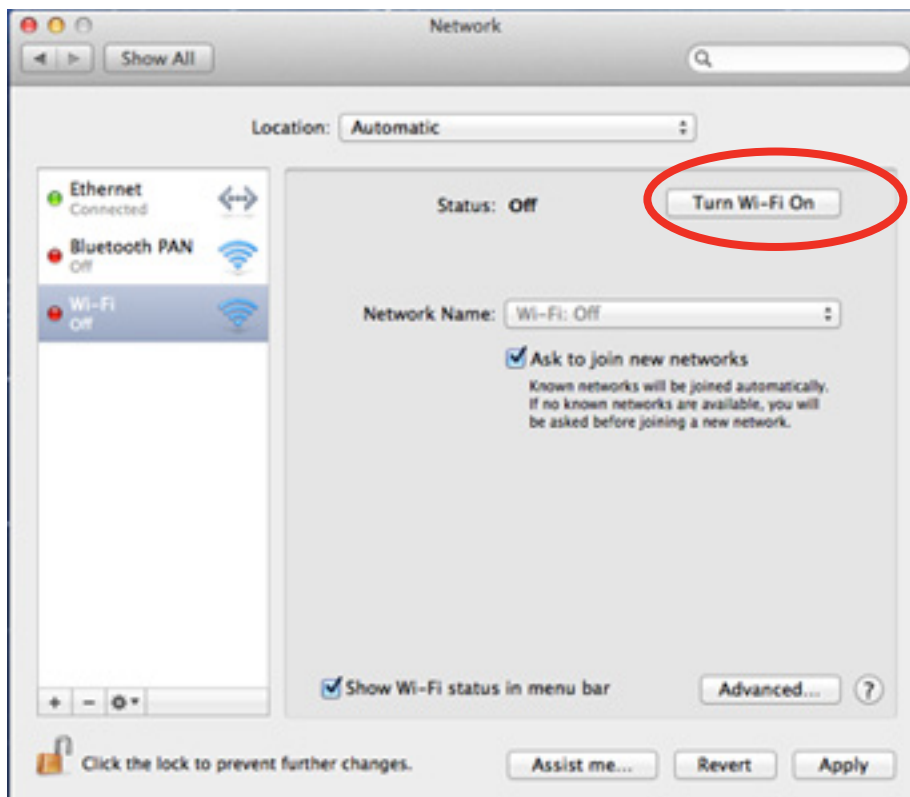 Network
Show All
Location: Automatic
Ethernet
Connected
Status: Off
Turn Wi-Fi On
Bluetooth PAN
Off
Wi-Fi
Off
Network Name: Wi-Fi: Off
Ask to join new networks
Known networks will be joined automatically.
If no known networks are available, you will
be asked before joining a new network.
Show Wi-Fi status in menu bar
Advanced...
?
+ -
Click the lock to prevent further changes.
Assist me...
Revert
Apply